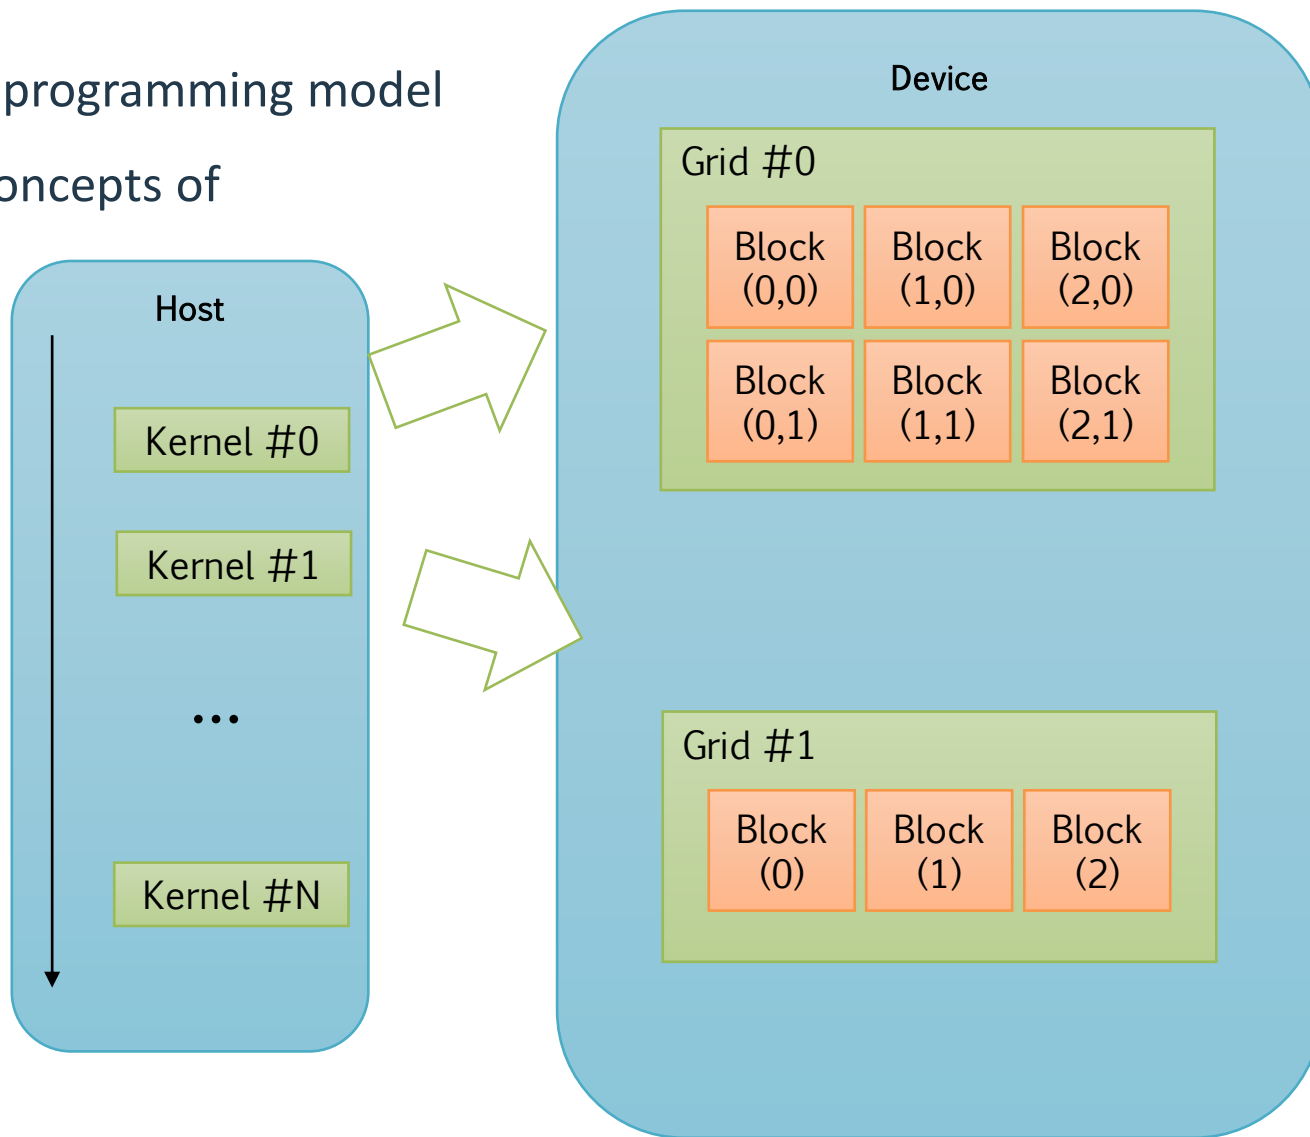 programming model
oncepts of
Host
Kernel #0
Kernel #1
...
Kernel #N
Device
Grid #0
Block
(0,0)
Block
(1,0)
Block
(2,0)
Block
(0,1)
Block
(1,1)
Block
(2,1)
Grid #1
Block
(0)
Block
(1)
Block
(2)